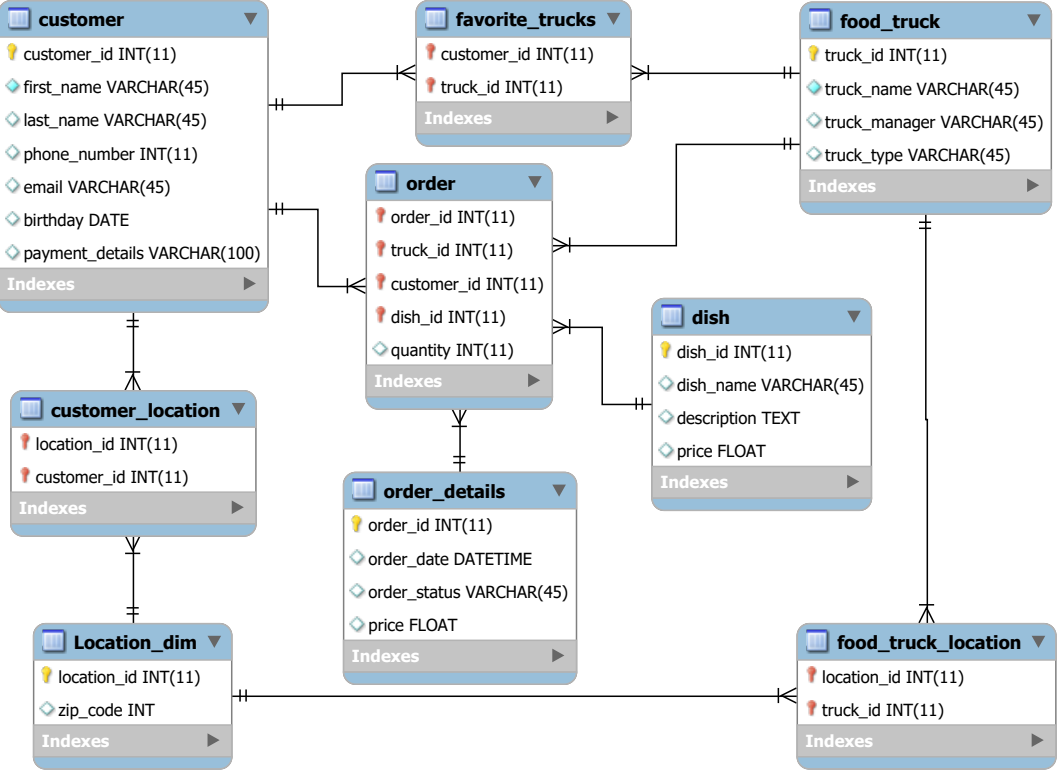 customer
customer_id INT(11)
first_name VARCHAR(45)
last_name VARCHAR(45)
phone_number INT(11)
email VARCHAR(45)
birthday DATE
payment_details VARCHAR(100)
Indexes
favorite_trucks
customer_id INT(11)
truck_id INT(11)
Indexes
food_truck
truck_id INT(11)
truck_name VARCHAR(45)
truck_manager VARCHAR(45)
truck_type VARCHAR(45)
Indexes
order
order_id INT(11)
truck_id INT(11)
customer_id INT(11)
dish_id INT(11)
quantity INT(11)
Indexes
dish
dish_id INT(11)
dish_name VARCHAR(45)
description TEXT
price FLOAT
Indexes
customer_location
location_id INT(11)
customer_id INT(11)
Indexes
order_details
order_id INT(11)
order_date DATETIME
order_status VARCHAR(45)
price FLOAT
Indexes
Location_dim
location_id INT(11)
zip_code INT
Indexes
food_truck_location
location_id INT(11)
truck_id INT(11)
Indexes